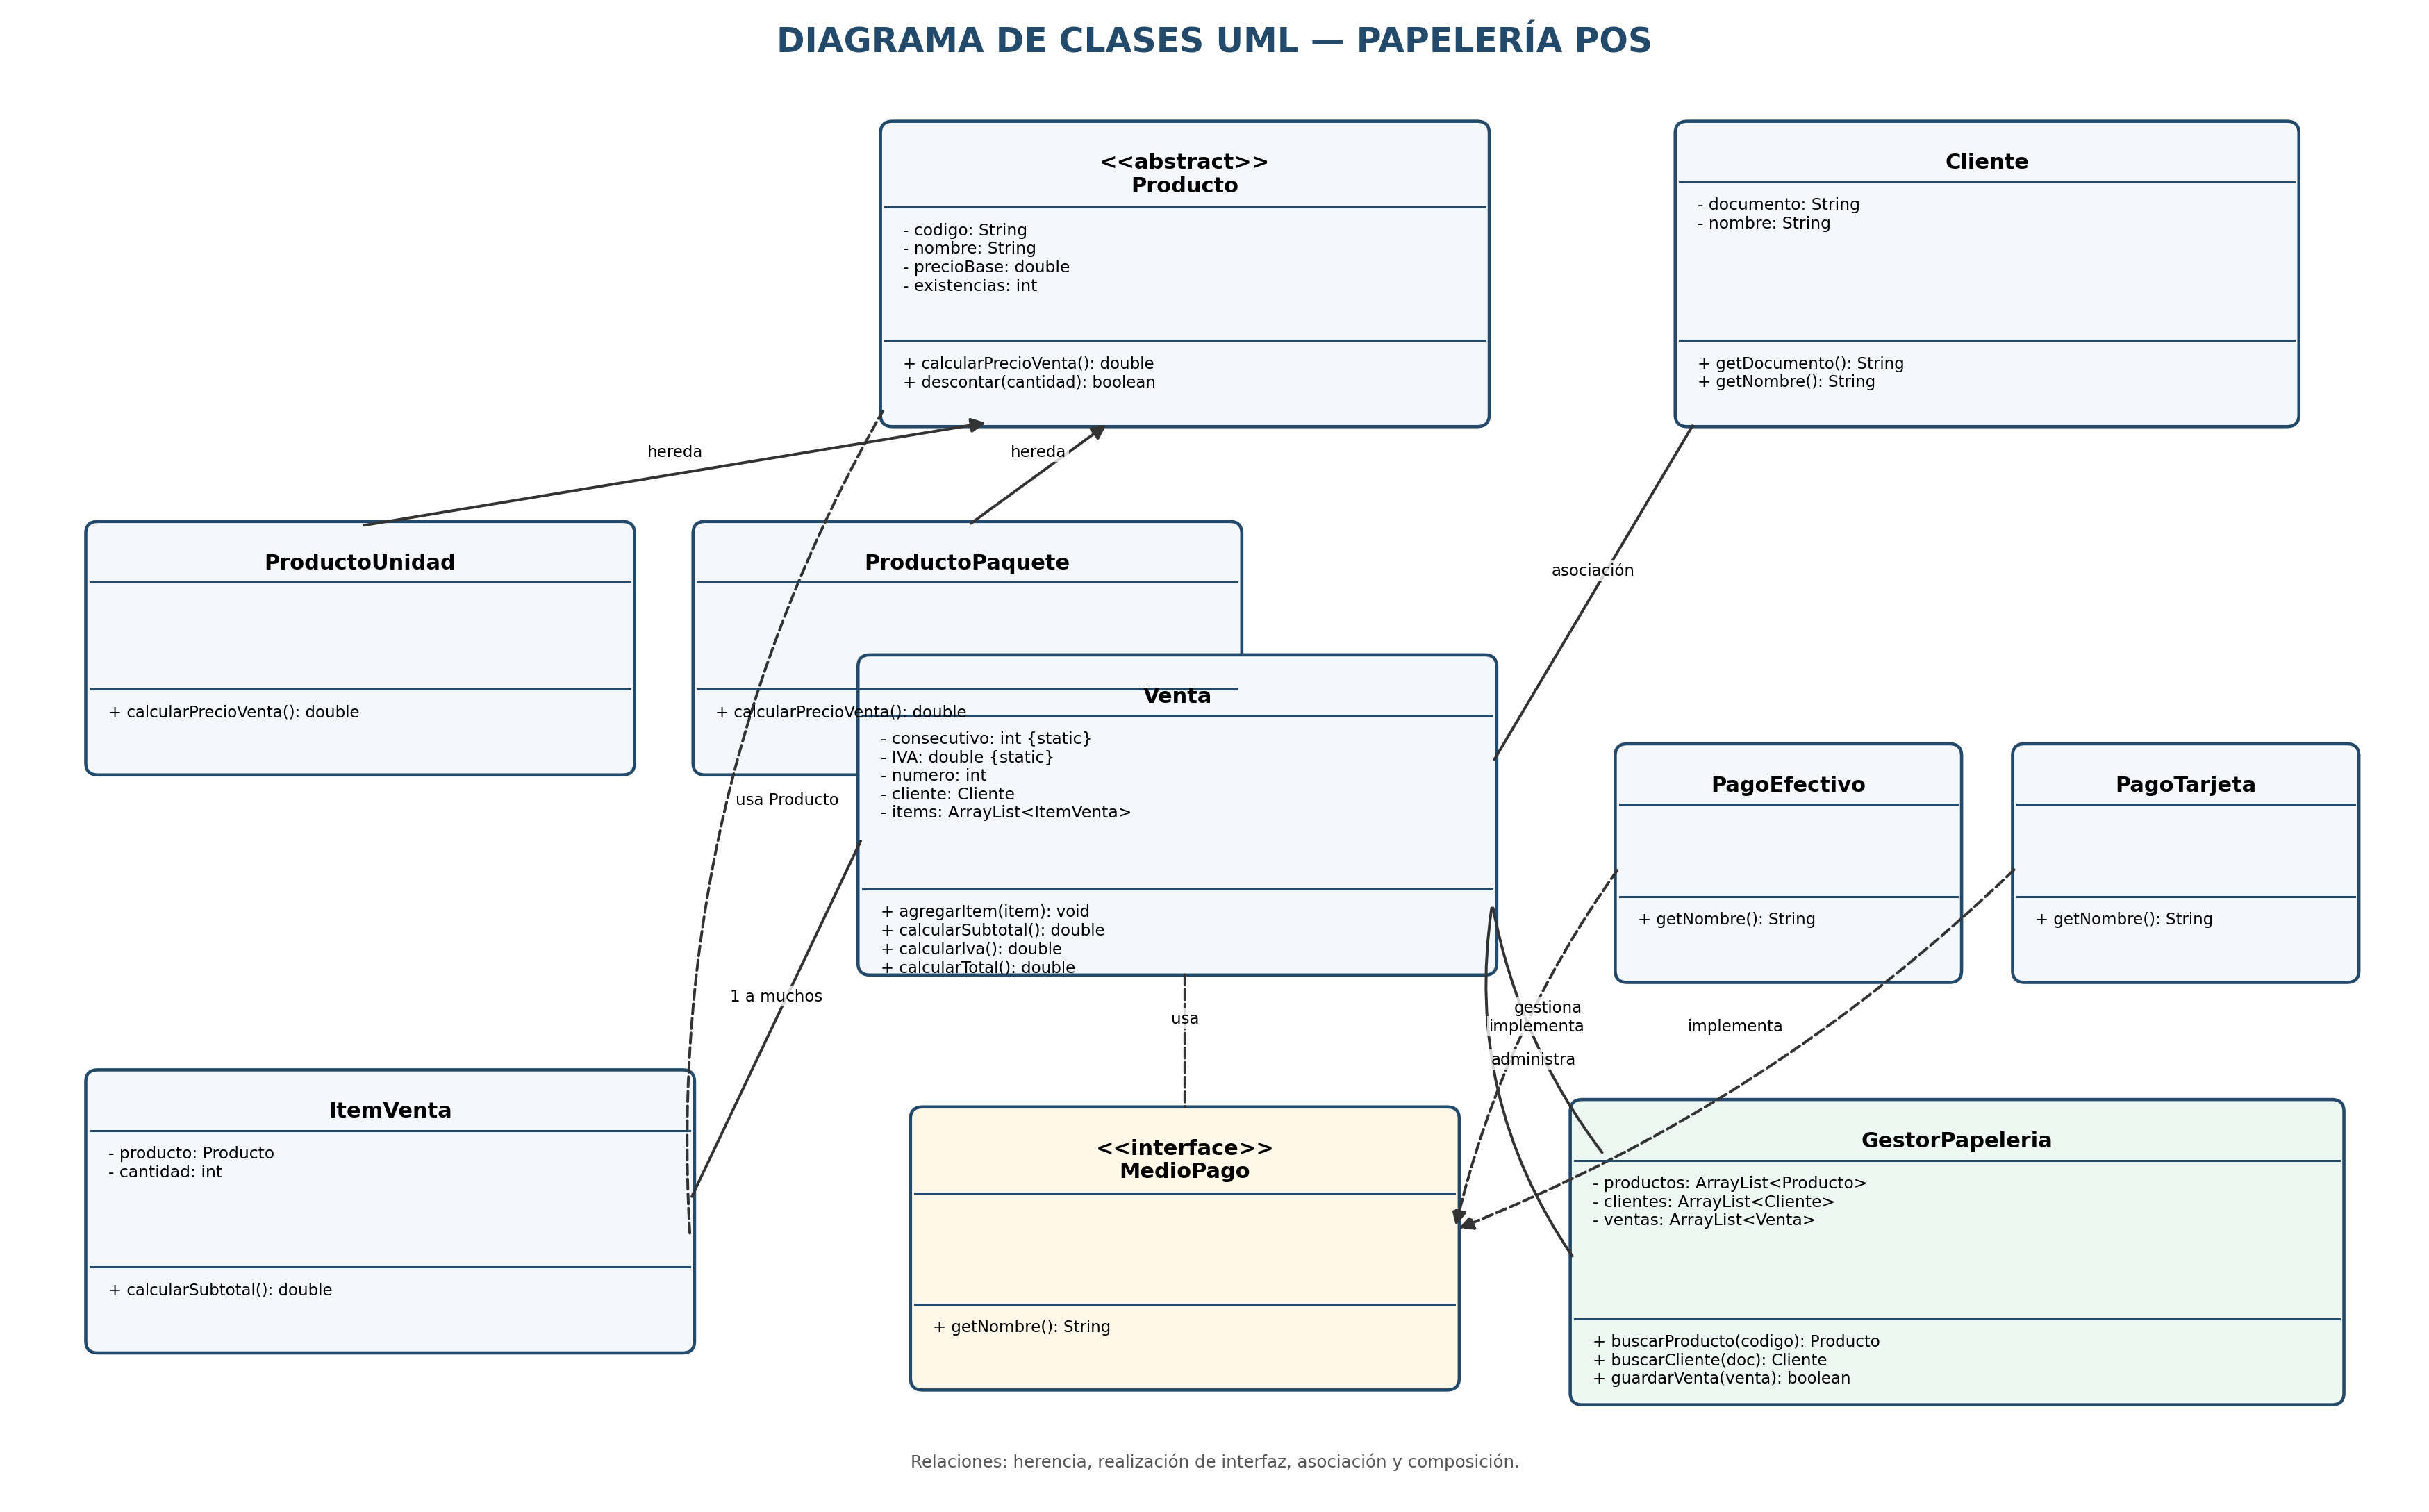 DIAGRAMA DE CLASES UML — PAPELERÍA POS
<<abstract>>
Producto
- codigo: String
- nombre: String
- precioBase: double
- existencias: int
+ calcularPrecioVenta(): double
+ descontar(cantidad): boolean
Cliente
- documento: String
- nombre: String
+ getDocumento(): String
+ getNombre(): String
hereda
hereda
asociación
ProductoUnidad
+ calcularPrecioVenta(): double
ProductoPaquete
+ calcularPrecioVenta(): double
Venta
- consecutivo: int {static}
- IVA: double {static}
- numero: int
- cliente: Cliente
- items: ArrayList<ItemVenta>
+ agregarItem(item): void
+ calcularSubtotal(): double
+ calcularIva(): double
+ calcularTotal(): double
PagoEfectivo
+ getNombre(): String
PagoTarjeta
+ getNombre(): String
usa Producto
1 a muchos
usa
gestiona
implementa
administra
implementa
ItemVenta
- producto: Producto
- cantidad: int
+ calcularSubtotal(): double
<<interface>>
MedioPago
+ getNombre(): String
GestorPapeleria
- productos: ArrayList<Producto>
- clientes: ArrayList<Cliente>
- ventas: ArrayList<Venta>
+ buscarProducto(codigo): Producto
+ buscarCliente(doc): Cliente
+ guardarVenta(venta): boolean
Relaciones: herencia, realización de interfaz, asociación y composición.